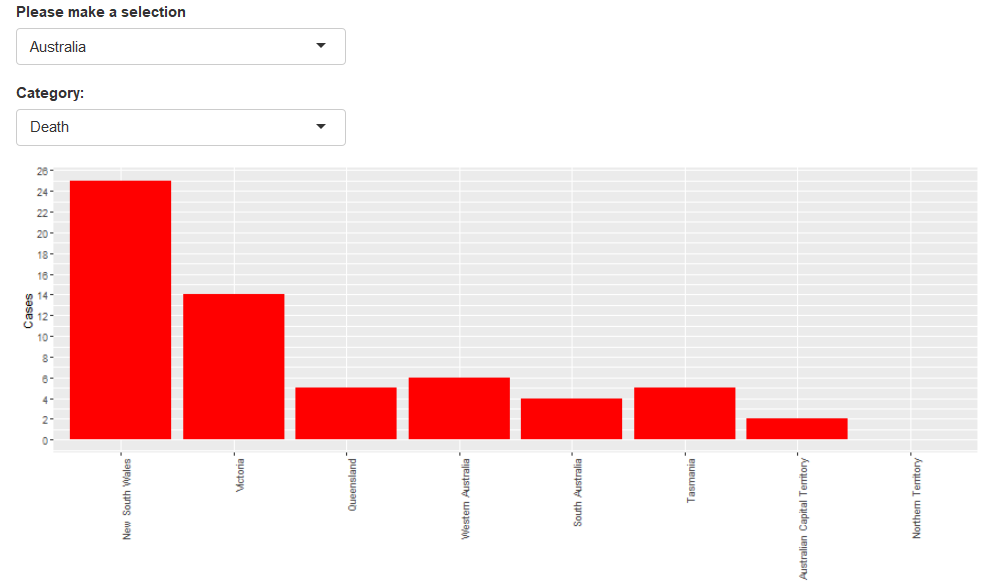 Please make a selection
Australia
Category:
Death
26
24
22
20
18
16
14
12
10
8
6
4
2
0
Cases
New South Wales
Victoria
Queensland
Western Australia
South Australia
Tasmania
Australian Capital Territory
Northern Territory